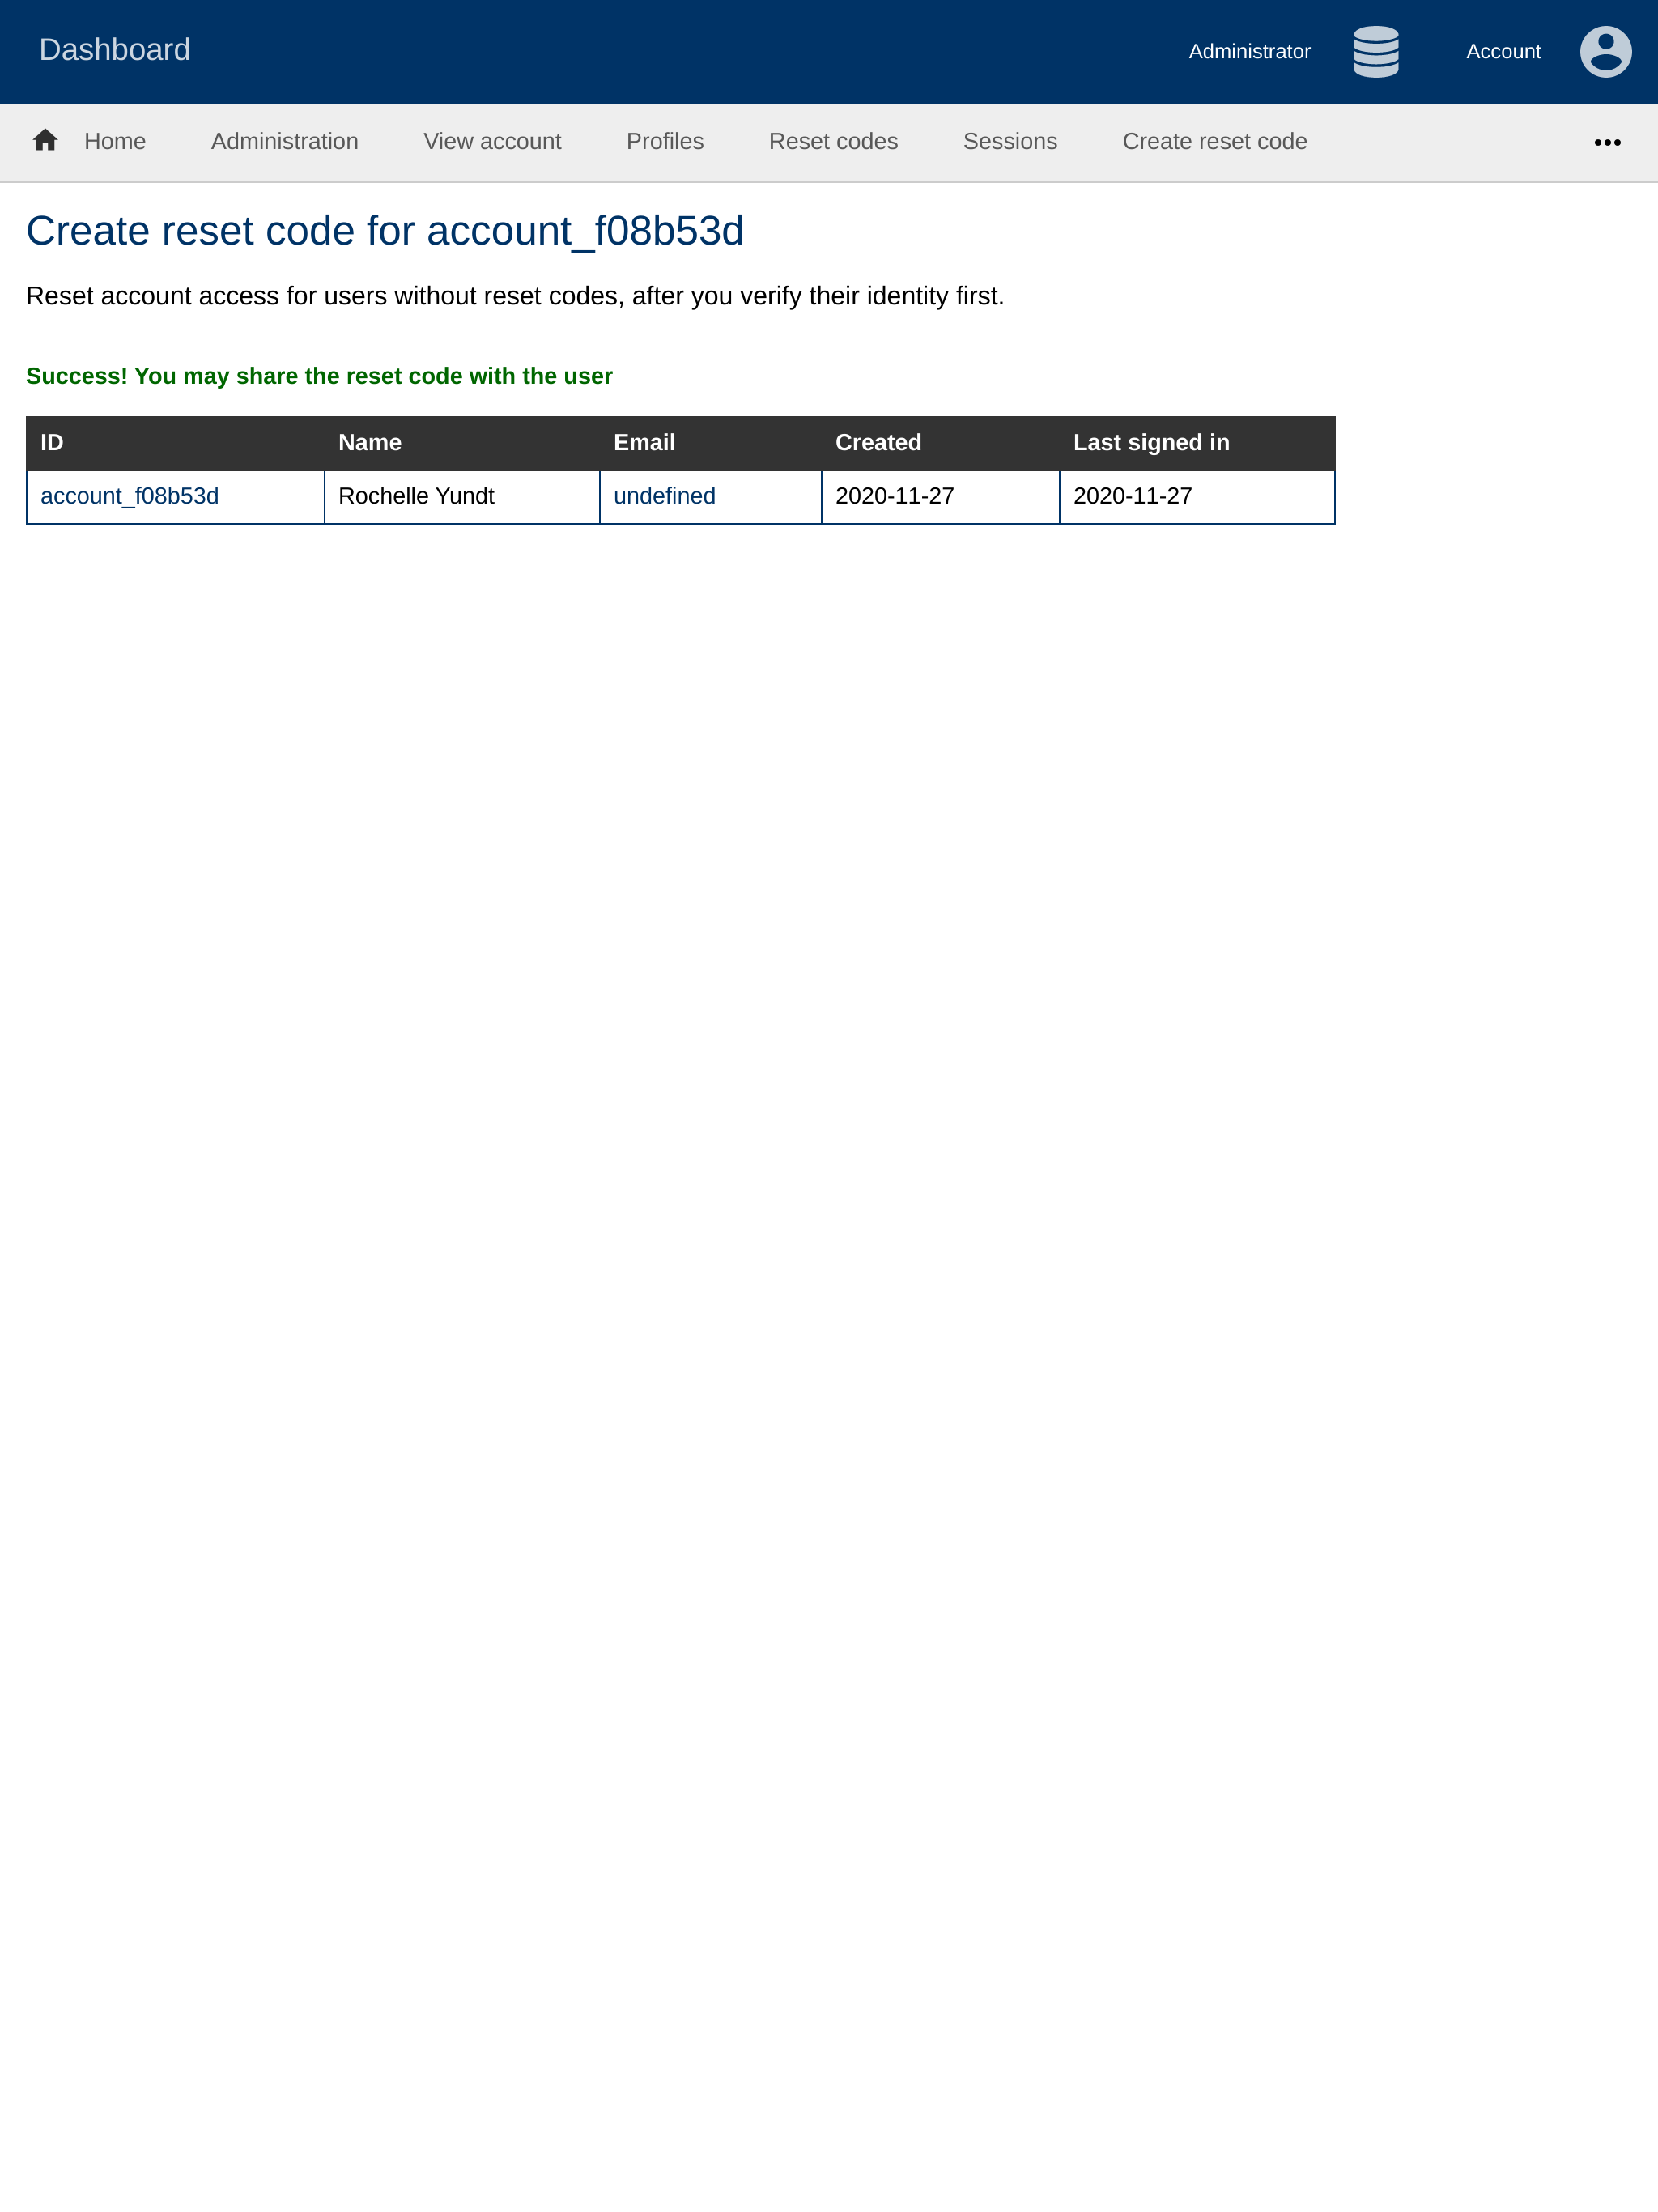 Dashboard
Administrator
Account
Home Administration View account Profiles Reset codes Sessions Create reset code
Create reset code for account_f08b53d
Reset account access for users without reset codes, after you verify their identity first.
Success! You may share the reset code with the user
ID Name Email Created Last signed in
account_f08b53d Rochelle Yundt undefined 2020-11-27 2020-11-27